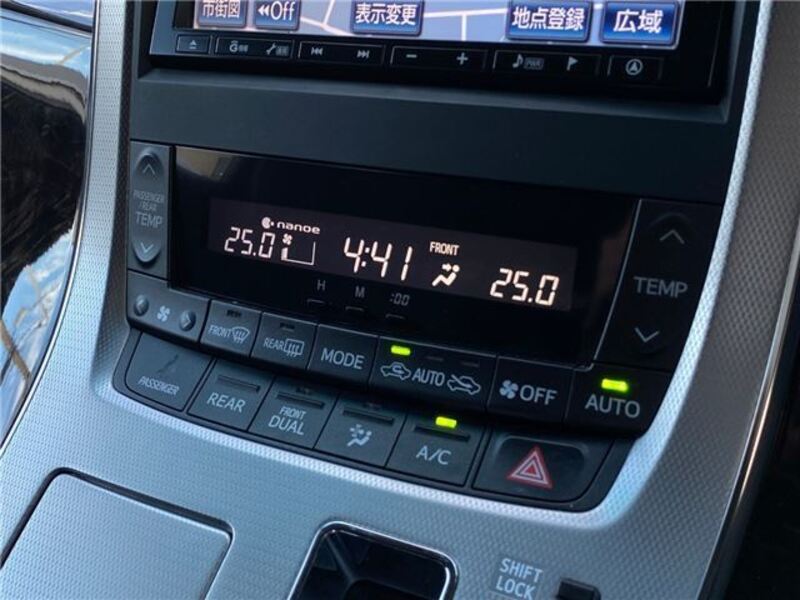 市街図 ◀◀Off 表示変更 地点登録 広域
PWR
PASSENGER
/REAR
TEMP
nanoe
25.0 4:41 FRONT 25.0
H M :00
TEMP
FRONT REAR MODE AUTO OFF AUTO
PASSENGER REAR FRONT DUAL A/C
SHIFT
LOCK